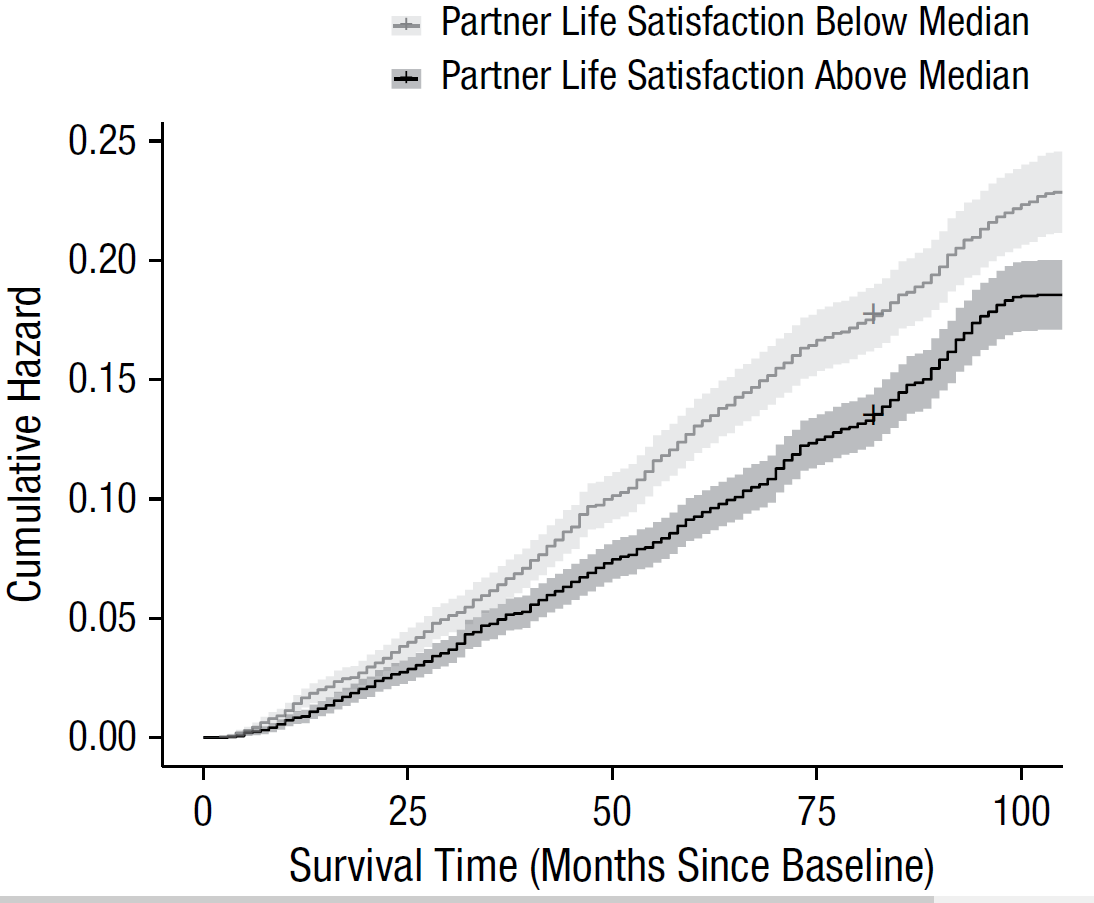 Partner Life Satisfaction Below Median
Partner Life Satisfaction Above Median
0.25
0.20
0.15
0.10
0.05
0.00
Cumulative Hazard
0 25 50 75 100
Survival Time (Months Since Baseline)